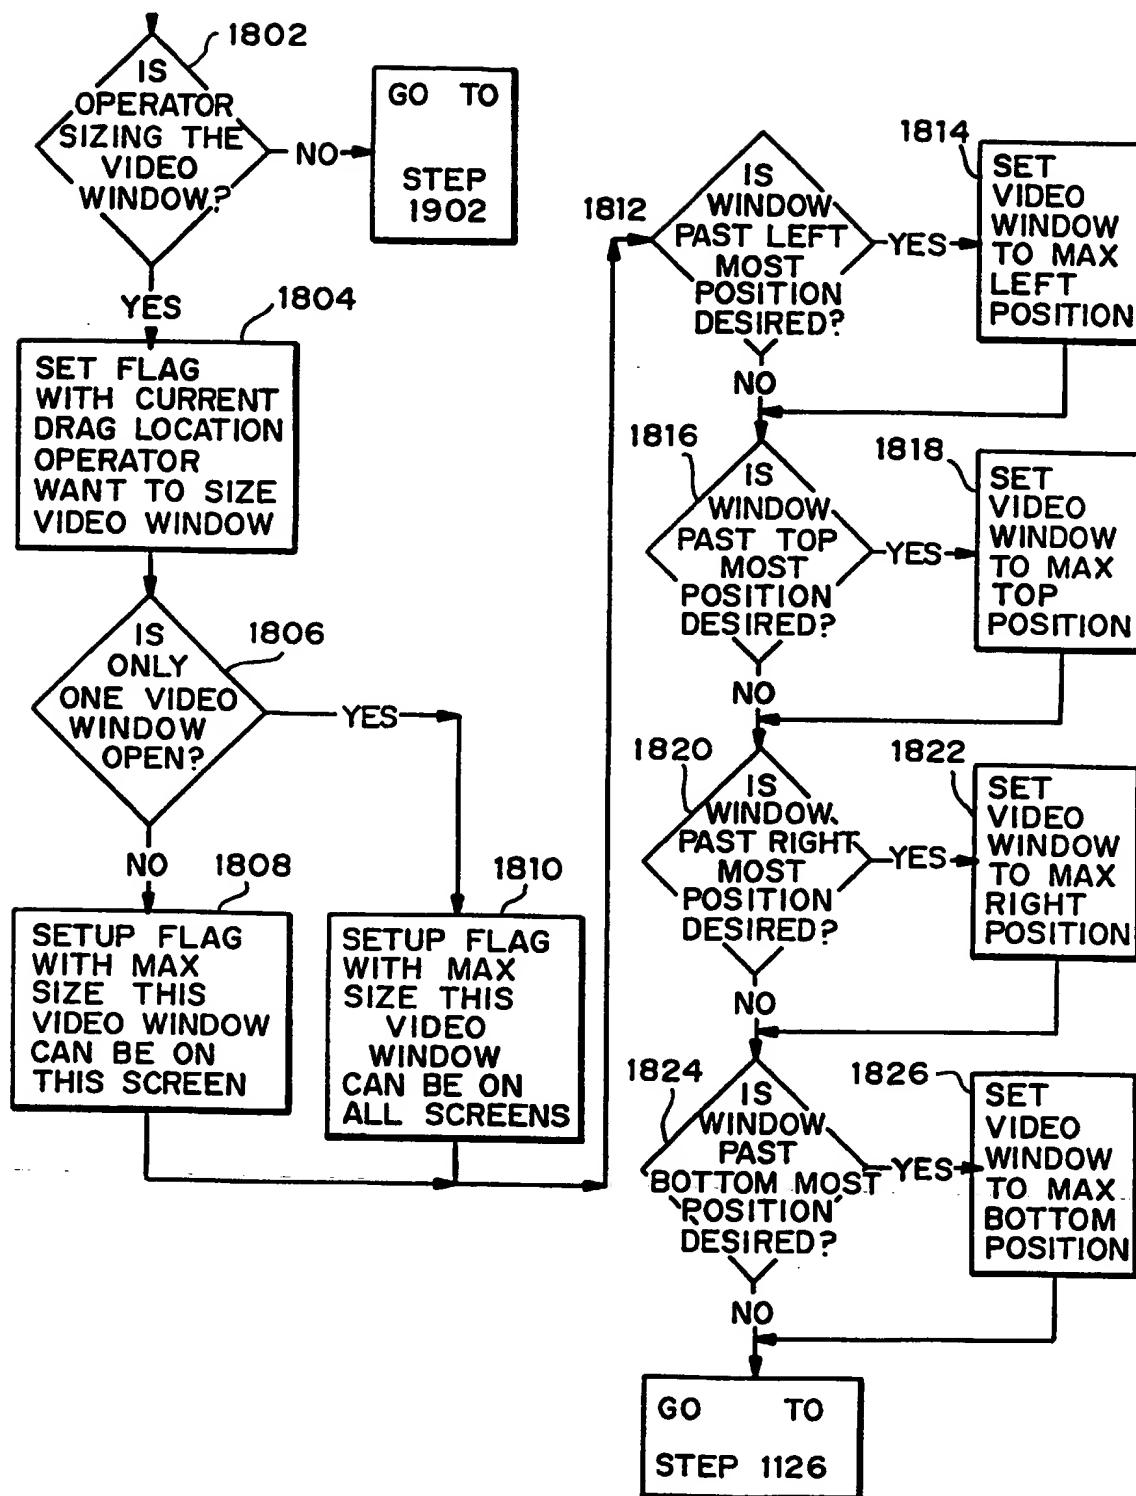 1802
IS
OPERATOR
SIZING THE
VIDEO
WINDOW?
NO
GO TO
STEP
1902
YES
1804
SET FLAG
WITH CURRENT
DRAG LOCATION
OPERATOR
WANT TO SIZE
VIDEO WINDOW
1806
IS
ONLY
ONE VIDEO
WINDOW
OPEN?
YES
NO
1808
SETUP FLAG
WITH MAX
SIZE THIS
VIDEO WINDOW
CAN BE ON
THIS SCREEN
1810
SETUP FLAG
WITH MAX
SIZE THIS
VIDEO
WINDOW
CAN BE ON
ALL SCREENS
1812
IS
WINDOW
PAST LEFT
MOST
POSITION
DESIRED?
YES
1814
SET
VIDEO
WINDOW
TO MAX
LEFT
POSITION
NO
1816
IS
WINDOW
PAST TOP
MOST
POSITION
DESIRED?
YES
1818
SET
VIDEO
WINDOW
TO MAX
TOP
POSITION
NO
1820
IS
WINDOW
PAST RIGHT
MOST
POSITION
DESIRED?
YES
1822
SET
VIDEO
WINDOW
TO MAX
RIGHT
POSITION
NO
1824
IS
WINDOW
PAST
BOTTOM MOST
POSITION
DESIRED?
YES
1826
SET
VIDEO
WINDOW
TO MAX
BOTTOM
POSITION
NO
GO TO
STEP 1126